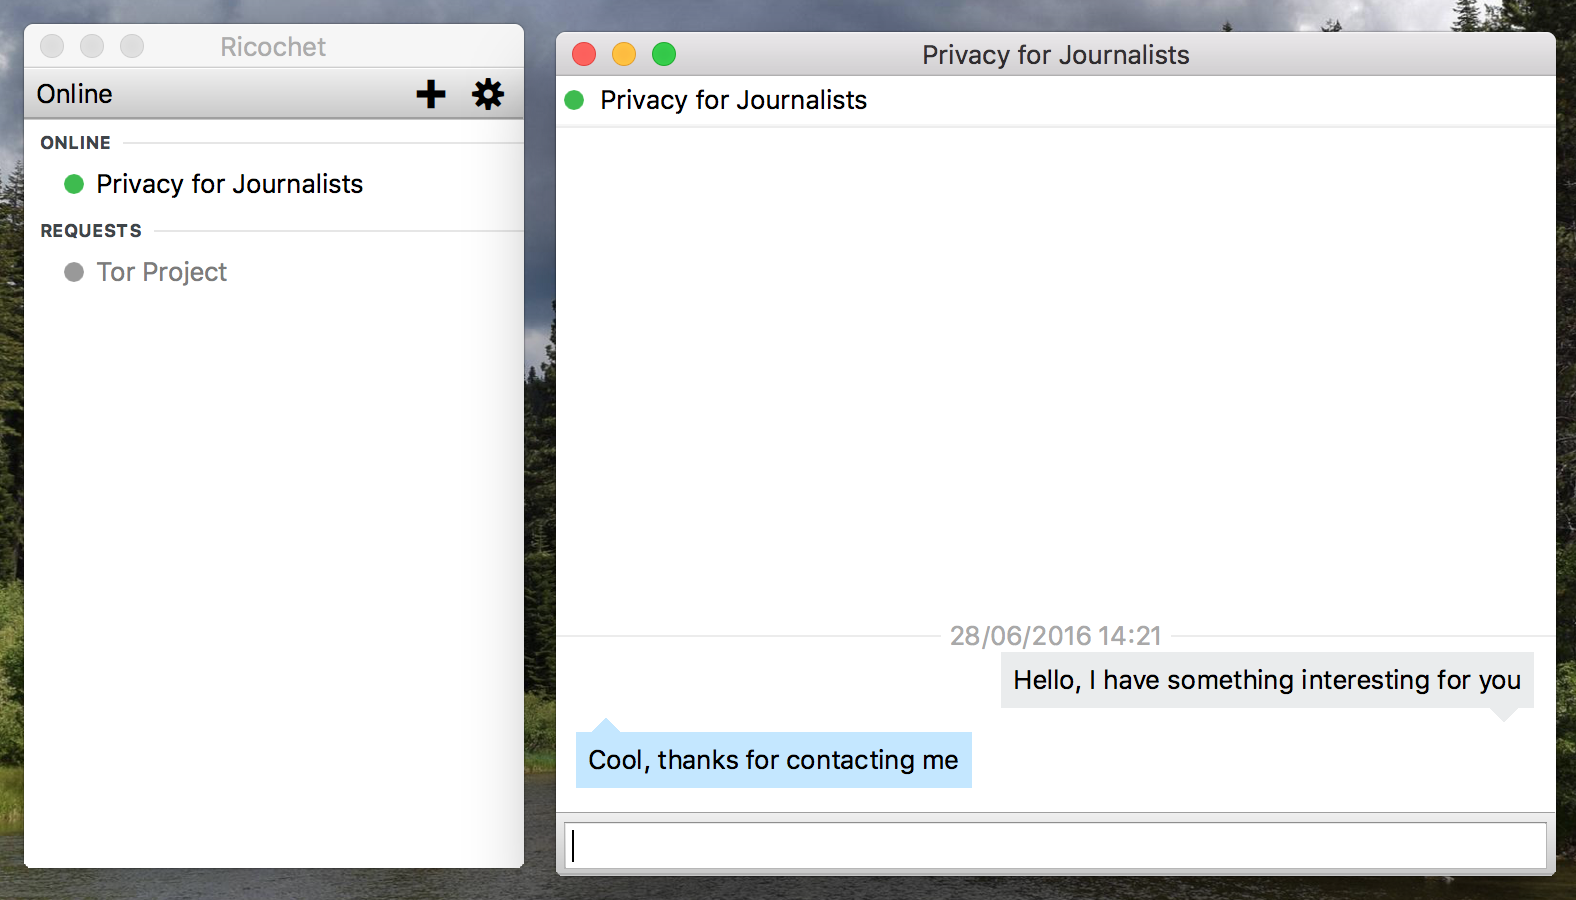 Ricochet
Online
ONLINE
Privacy for Journalists
REQUESTS
Tor Project
Privacy for Journalists
Privacy for Journalists
28/06/2016 14:21
Hello, I have something interesting for you
Cool, thanks for contacting me